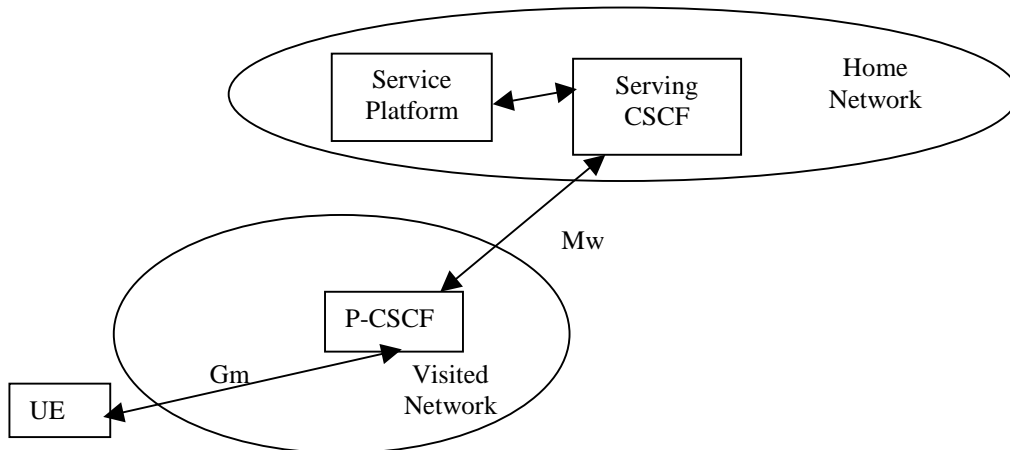 Service
Platform
Serving
CSCF
Home
Network
Mw
P-CSCF
Gm
Visited
Network
UE